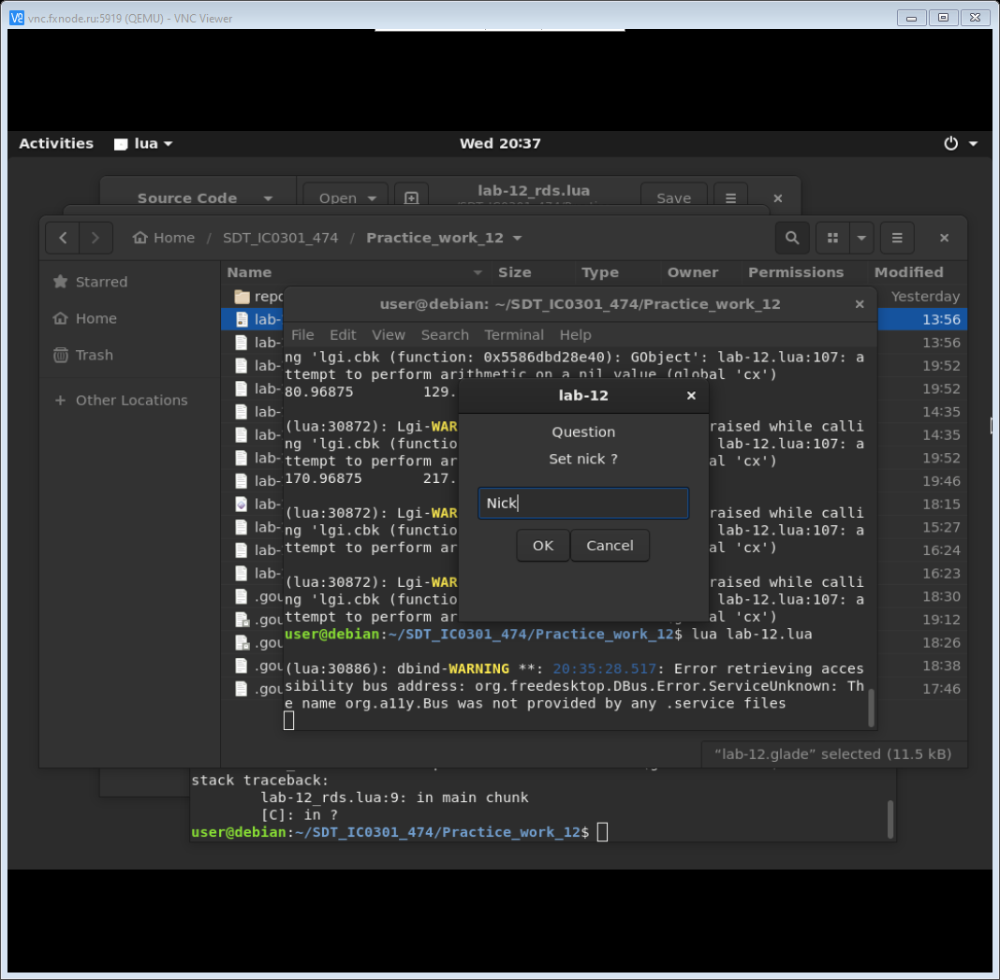 vnc.fxnode.ru:5919 (QEMU) - VNC Viewer
Activities lua Wed 20:37
Source Code Open lab-12_rds.lua Save
Home / SDT_IC0301_474 / Practice_work_12
Name Size Type Owner Permissions Modified
Starred
Home
Trash
Other Locations
repo Yesterday
lab- 13:56
lab- 13:56
lab- 19:52
lab- 19:52
lab- 14:35
lab- 14:35
lab- 19:52
lab- 19:46
lab- 18:15
lab- 15:27
lab- 16:24
lab- 16:23
.gou 18:30
.gou 19:12
.gou 18:26
.gou 18:38
.gou 17:46
user@debian: ~/SDT_IC0301_474/Practice_work_12
File Edit View Search Terminal Help
ng 'lgi.cbk (function: 0x5586dbd28e40): GObject': lab-12.lua:107: a
ttempt to perform arithmetic on a nil value (global 'cx')
80.96875 129.
(lua:30872): Lgi-WAR raised while calli
ng 'lgi.cbk (functio lab-12.lua:107: a
ttempt to perform ar al 'cx')
170.96875 217.
(lua:30872): Lgi-WAR raised while calli
ng 'lgi.cbk (functio lab-12.lua:107: a
ttempt to perform ar al 'cx')
(lua:30872): Lgi-WAR raised while calli
ng 'lgi.cbk (functio lab-12.lua:107: a
ttempt to perform ar al 'cx')
user@debian:~/SDT_IC0301_474/Practice_work_12$ lua lab-12.lua
(lua:30886): dbind-WARNING **: 20:35:28.517: Error retrieving acces
sibility bus address: org.freedesktop.DBus.Error.ServiceUnknown: Th
e name org.a11y.Bus was not provided by any .service files
lab-12
Question
Set nick ?
Nick
OK Cancel
"lab-12.glade" selected (11.5 kB)
stack traceback:
lab-12_rds.lua:9: in main chunk
[C]: in ?
user@debian:~/SDT_IC0301_474/Practice_work_12$